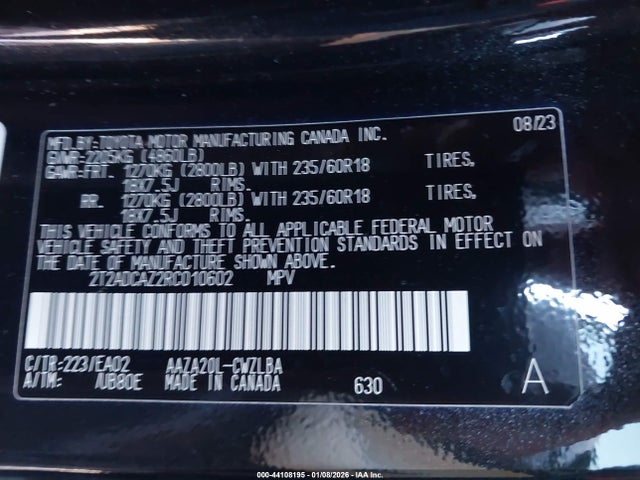 MFD.BY:TOYOTA MOTOR MANUFACTURING CANADA INC. 08/23
GVWR:2205KG (4860LB)
GAWR:FRT. 1270KG (2800LB) WITH 235/60R18 TIRES,
18X7.5J RIMS.
RR. 1270KG (2800LB) WITH 235/60R18 TIRES,
18X7.5J RIMS.
THIS VEHICLE CONFORMS TO ALL APPLICABLE FEDERAL MOTOR
VEHICLE SAFETY AND THEFT PREVENTION STANDARDS IN EFFECT ON
THE DATE OF MANUFACTURE SHOWN ABOVE.
2T2ADCAZ2RC010602 MPV
C/TR:223/EA02 AAZA20L-CWZLBA
A/TM: /UB80E MADE IN CANADA 630 A
000-44108195 - 01/08/2026 - IAA Inc.